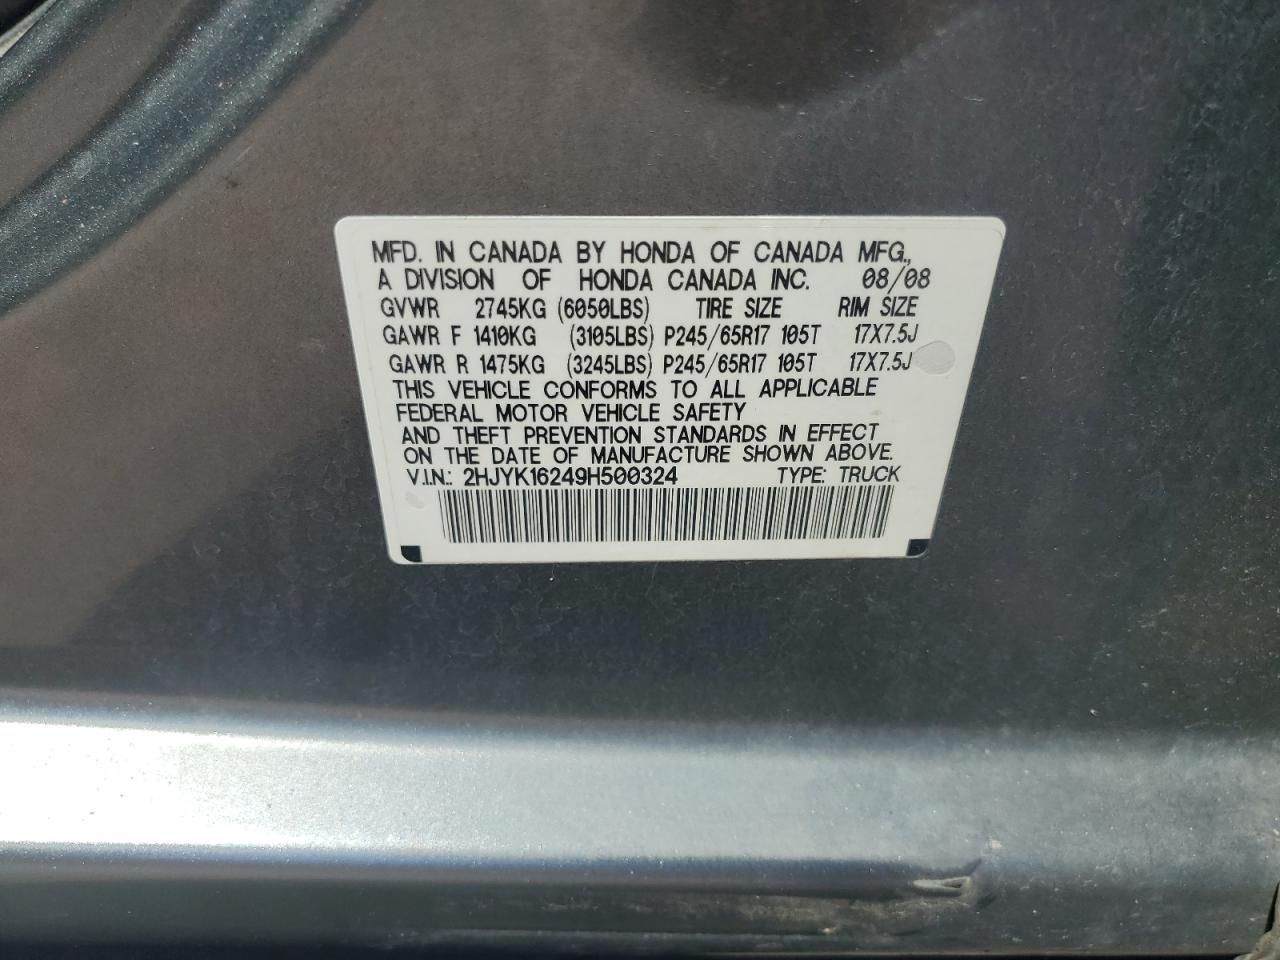 MFD. IN CANADA BY HONDA OF CANADA MFG.,
A DIVISION OF HONDA CANADA INC. 08/08
GVWR 2745KG (6050LBS) TIRE SIZE RIM SIZE
GAWR F 1410KG (3105LBS) P245/65R17 105T 17X7.5J
GAWR R 1475KG (3245LBS) P245/65R17 105T 17X7.5J
THIS VEHICLE CONFORMS TO ALL APPLICABLE
FEDERAL MOTOR VEHICLE SAFETY
AND THEFT PREVENTION STANDARDS IN EFFECT
ON THE DATE OF MANUFACTURE SHOWN ABOVE.
V.I.N.: 2HJYK16249H500324 TYPE: TRUCK